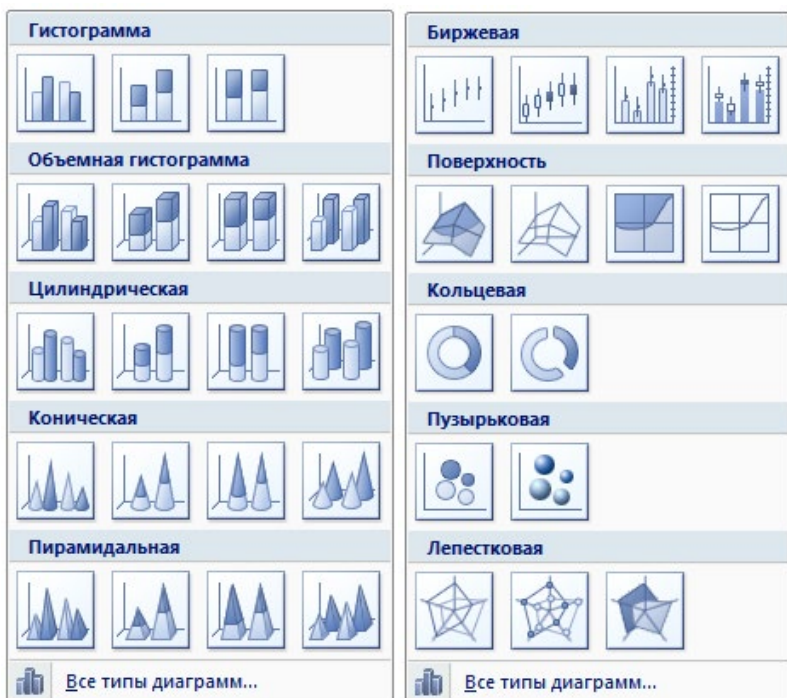 Гистограмма
Объемная гистограмма
Цилиндрическая
Коническая
Пирамидальная
Все типы диаграмм...
Биржевая
Поверхность
Кольцевая
Пузырьковая
Лепестковая
Все типы диаграмм...